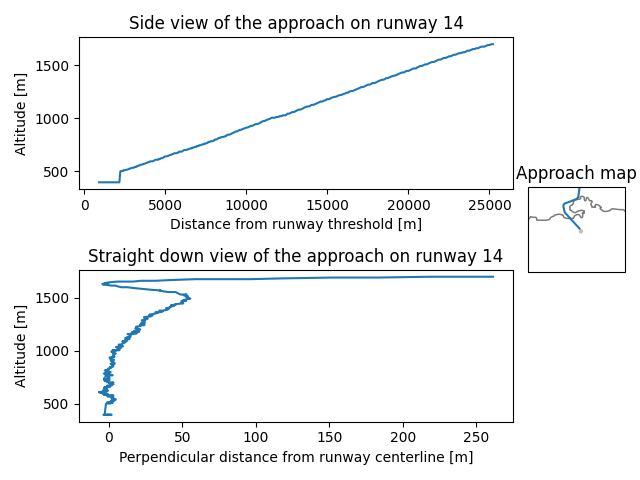 Side view of the approach on runway 14
1500
1000
500
Altitude [m]
0 5000 10000 15000 20000 25000
Distance from runway threshold [m]
Approach map
Straight down view of the approach on runway 14
1500
1000
500
Altitude [m]
0 50 100 150 200 250
Perpendicular distance from runway centerline [m]